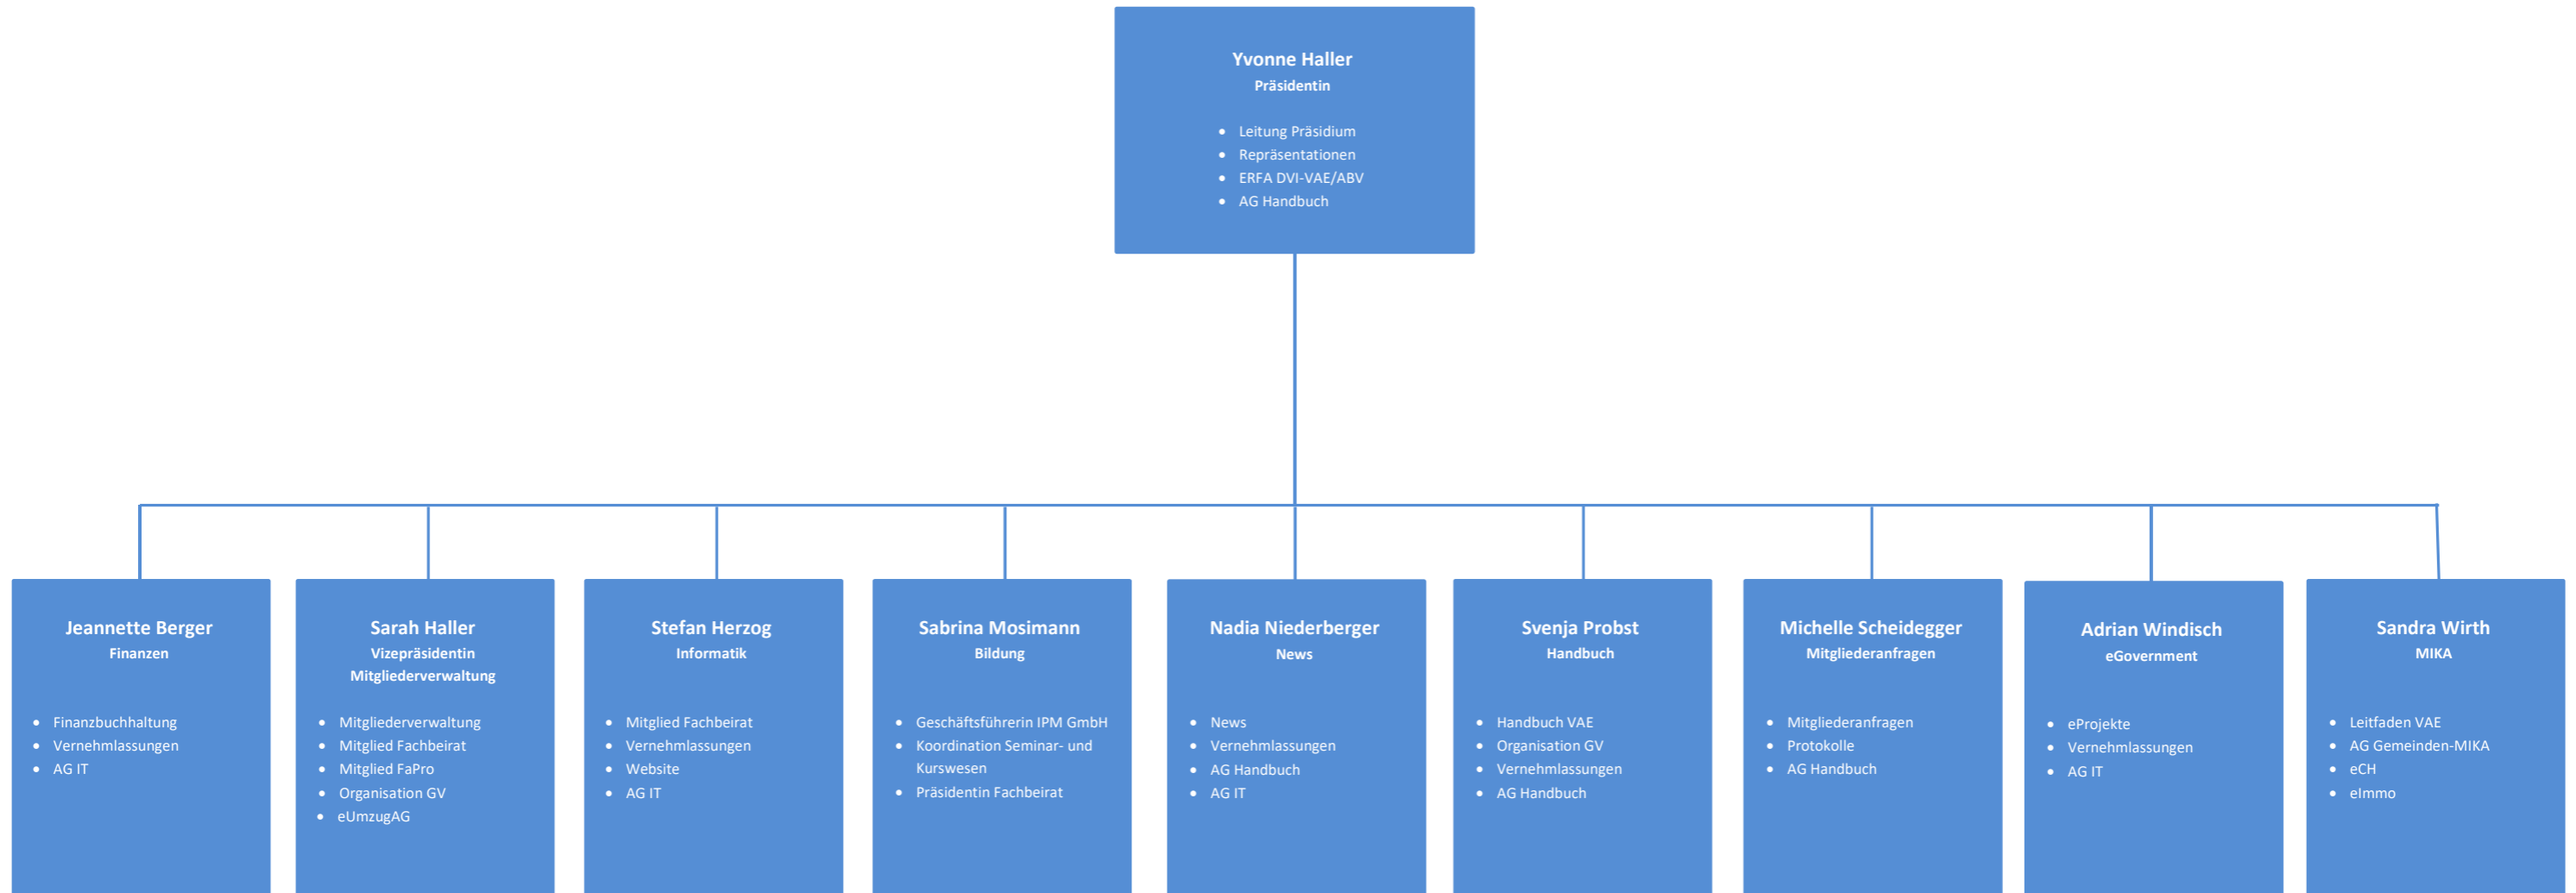 Yvonne Haller
Präsidentin
• Leitung Präsidium
• Repräsentationen
• ERFA DVI-VAE/ABV
• AG Handbuch
Jeannette Berger
Finanzen
• Finanzbuchhaltung
• Vernehmlassungen
• AG IT
Sarah Haller
Vizepräsidentin
Mitgliederverwaltung
• Mitgliederverwaltung
• Mitglied Fachbeirat
• Mitglied FaPro
• Organisation GV
• eUmzugAG
Stefan Herzog
Informatik
• Mitglied Fachbeirat
• Vernehmlassungen
• Website
• AG IT
Sabrina Mosimann
Bildung
• Geschäftsführerin IPM GmbH
• Koordination Seminar- und
Kurswesen
• Präsidentin Fachbeirat
Nadia Niederberger
News
• News
• Vernehmlassungen
• AG Handbuch
• AG IT
Svenja Probst
Handbuch
• Handbuch VAE
• Organisation GV
• Vernehmlassungen
• AG Handbuch
Michelle Scheidegger
Mitgliederanfragen
• Mitgliederanfragen
• Protokolle
• AG Handbuch
Adrian Windisch
eGovernment
• eProjekte
• Vernehmlassungen
• AG IT
Sandra Wirth
MIKA
• Leitfaden VAE
• AG Gemeinden-MIKA
• eCH
• eImmo